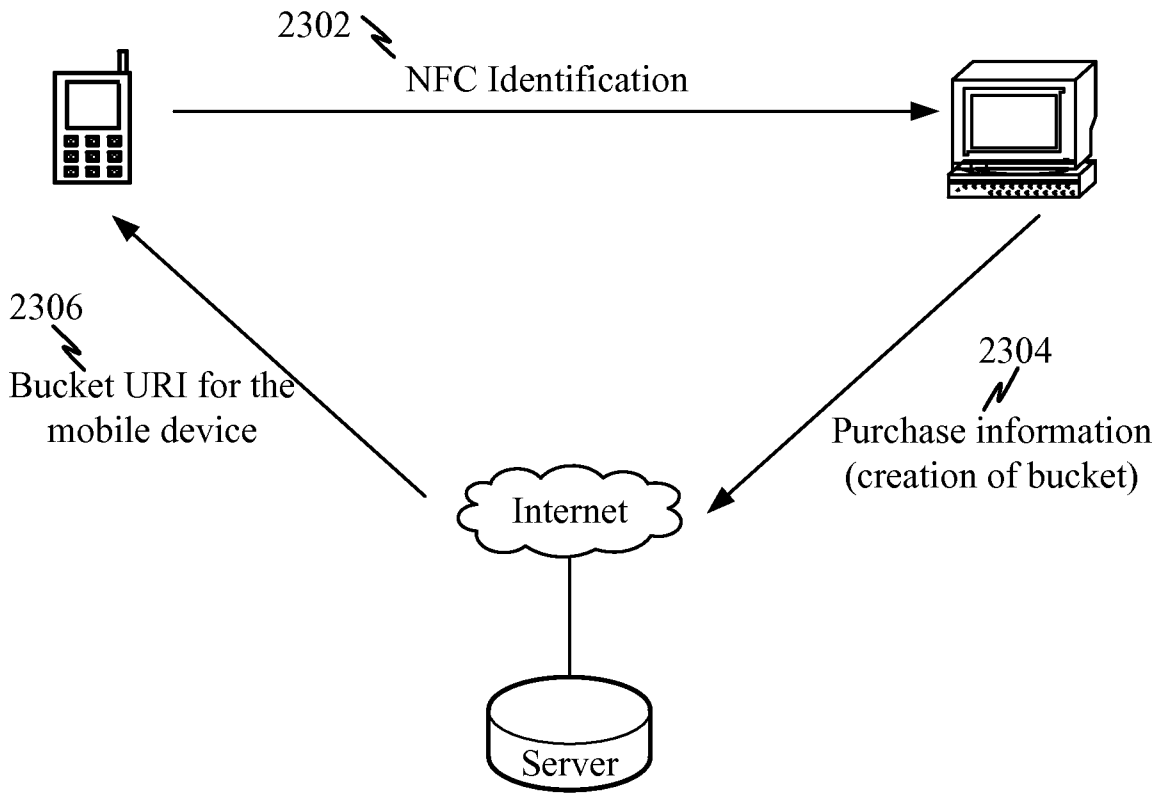 2302
NFC Identification
2306
Bucket URI for the
mobile device
2304
Purchase information
(creation of bucket)
Internet
Server